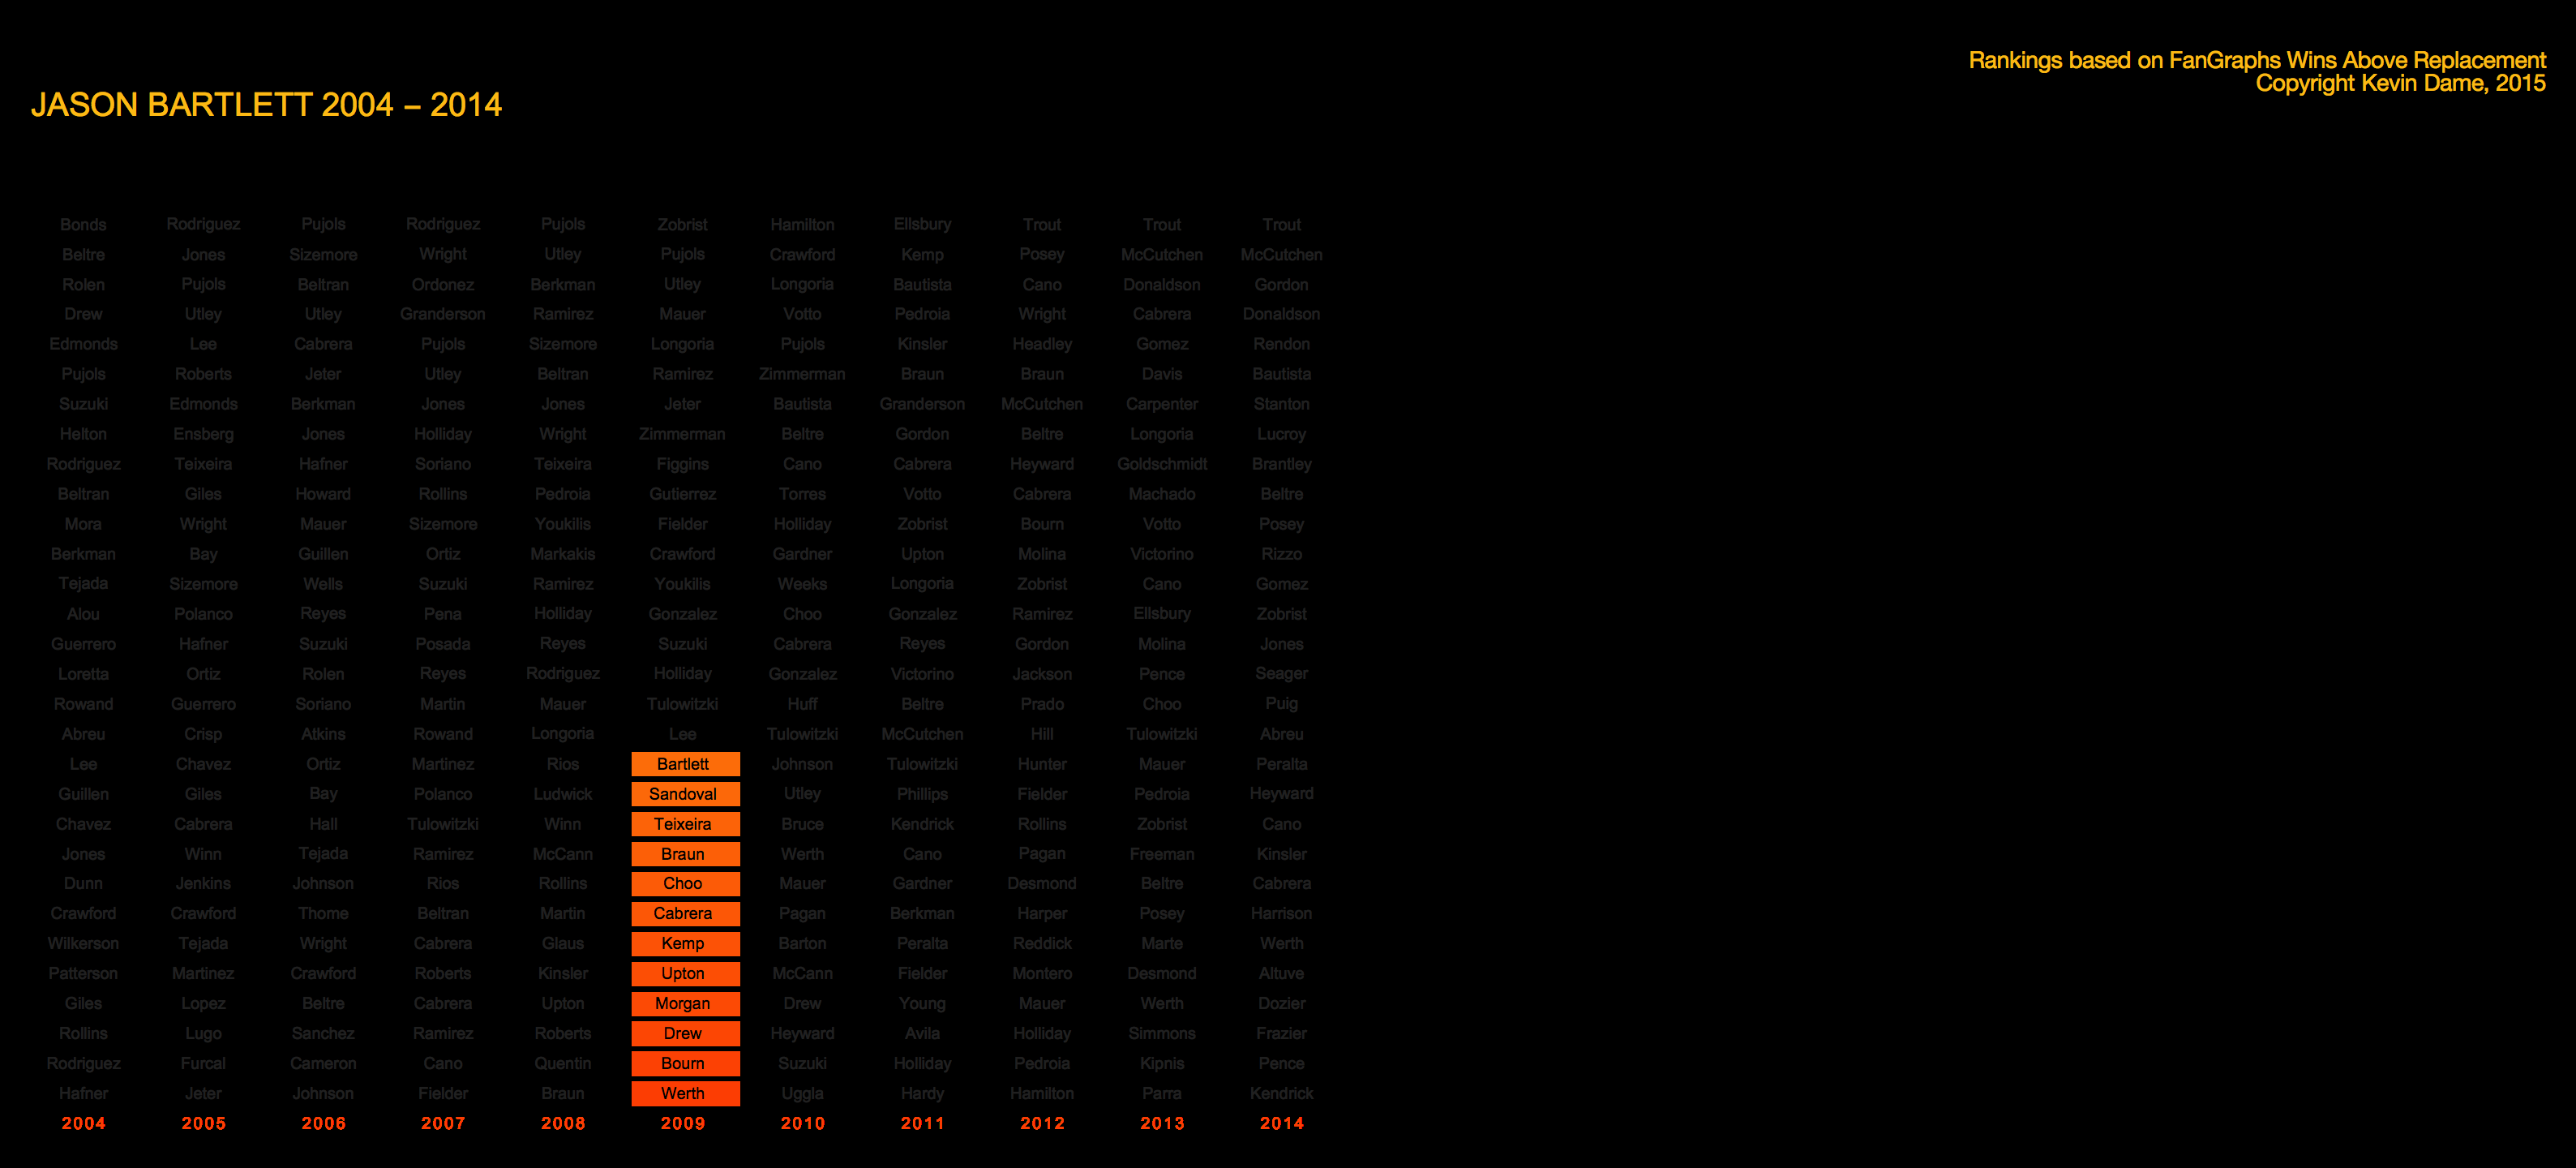 Rankings based on FanGraphs Wins Above Replacement
Copyright Kevin Dame, 2015
JASON BARTLETT 2004 – 2014
Bonds Rodriguez Pujols Rodriguez Pujols Zobrist Hamilton Ellsbury Trout Trout Trout
Beltre Jones Sizemore Wright Utley Pujols Crawford Kemp Posey McCutchen McCutchen
Rolen Pujols Beltran Ordonez Berkman Utley Longoria Bautista Cano Donaldson Gordon
Drew Utley Utley Granderson Ramirez Mauer Votto Pedroia Wright Cabrera Donaldson
Edmonds Lee Cabrera Pujols Sizemore Longoria Pujols Kinsler Headley Gomez Rendon
Pujols Roberts Jeter Utley Beltran Ramirez Zimmerman Braun Braun Davis Bautista
Suzuki Edmonds Berkman Jones Jones Jeter Bautista Granderson McCutchen Carpenter Stanton
Helton Ensberg Jones Holliday Wright Zimmerman Beltre Gordon Beltre Longoria Lucroy
Rodriguez Teixeira Hafner Soriano Teixeira Figgins Cano Cabrera Heyward Goldschmidt Brantley
Beltran Giles Howard Rollins Pedroia Gutierrez Torres Votto Cabrera Machado Beltre
Mora Wright Mauer Sizemore Youkilis Fielder Holliday Zobrist Bourn Votto Posey
Berkman Bay Guillen Ortiz Markakis Crawford Gardner Upton Molina Victorino Rizzo
Tejada Sizemore Wells Suzuki Ramirez Youkilis Weeks Longoria Zobrist Cano Gomez
Alou Polanco Reyes Pena Holliday Gonzalez Choo Gonzalez Ramirez Ellsbury Zobrist
Guerrero Hafner Suzuki Posada Reyes Suzuki Cabrera Reyes Gordon Molina Jones
Loretta Ortiz Rolen Reyes Rodriguez Holliday Gonzalez Victorino Jackson Pence Seager
Rowand Guerrero Soriano Martin Mauer Tulowitzki Huff Beltre Prado Choo Puig
Abreu Crisp Atkins Rowand Longoria Lee Tulowitzki McCutchen Hill Tulowitzki Abreu
Lee Chavez Ortiz Martinez Rios Bartlett Johnson Tulowitzki Hunter Mauer Peralta
Guillen Giles Bay Polanco Ludwick Sandoval Utley Phillips Fielder Pedroia Heyward
Chavez Cabrera Hall Tulowitzki Winn Teixeira Bruce Kendrick Rollins Zobrist Cano
Jones Winn Tejada Ramirez McCann Braun Werth Cano Pagan Freeman Kinsler
Dunn Jenkins Johnson Rios Rollins Choo Mauer Gardner Desmond Beltre Cabrera
Crawford Crawford Thome Beltran Martin Cabrera Pagan Berkman Harper Posey Harrison
Wilkerson Tejada Wright Cabrera Glaus Kemp Barton Peralta Reddick Marte Werth
Patterson Martinez Crawford Roberts Kinsler Upton McCann Fielder Montero Desmond Altuve
Giles Lopez Beltre Cabrera Upton Morgan Drew Young Mauer Werth Dozier
Rollins Lugo Sanchez Ramirez Roberts Drew Heyward Avila Holliday Simmons Frazier
Rodriguez Furcal Cameron Cano Quentin Bourn Suzuki Holliday Pedroia Kipnis Pence
Hafner Jeter Johnson Fielder Braun Werth Uggla Hardy Hamilton Parra Kendrick
2004 2005 2006 2007 2008 2009 2010 2011 2012 2013 2014